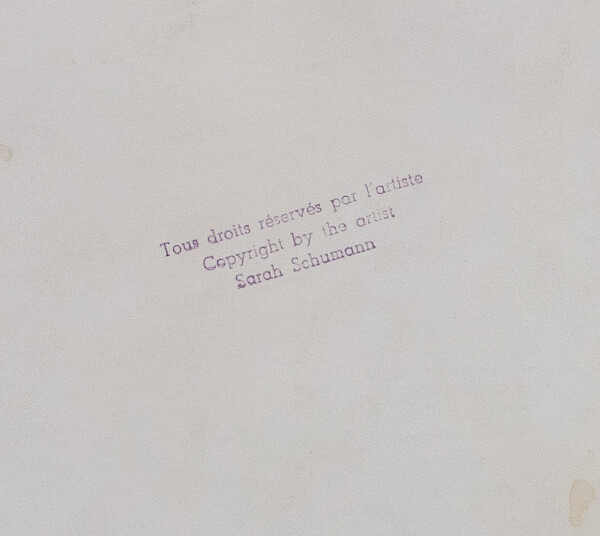 Tous droits réservés par l'artiste
Copyright by the artist
Sarah Schumann